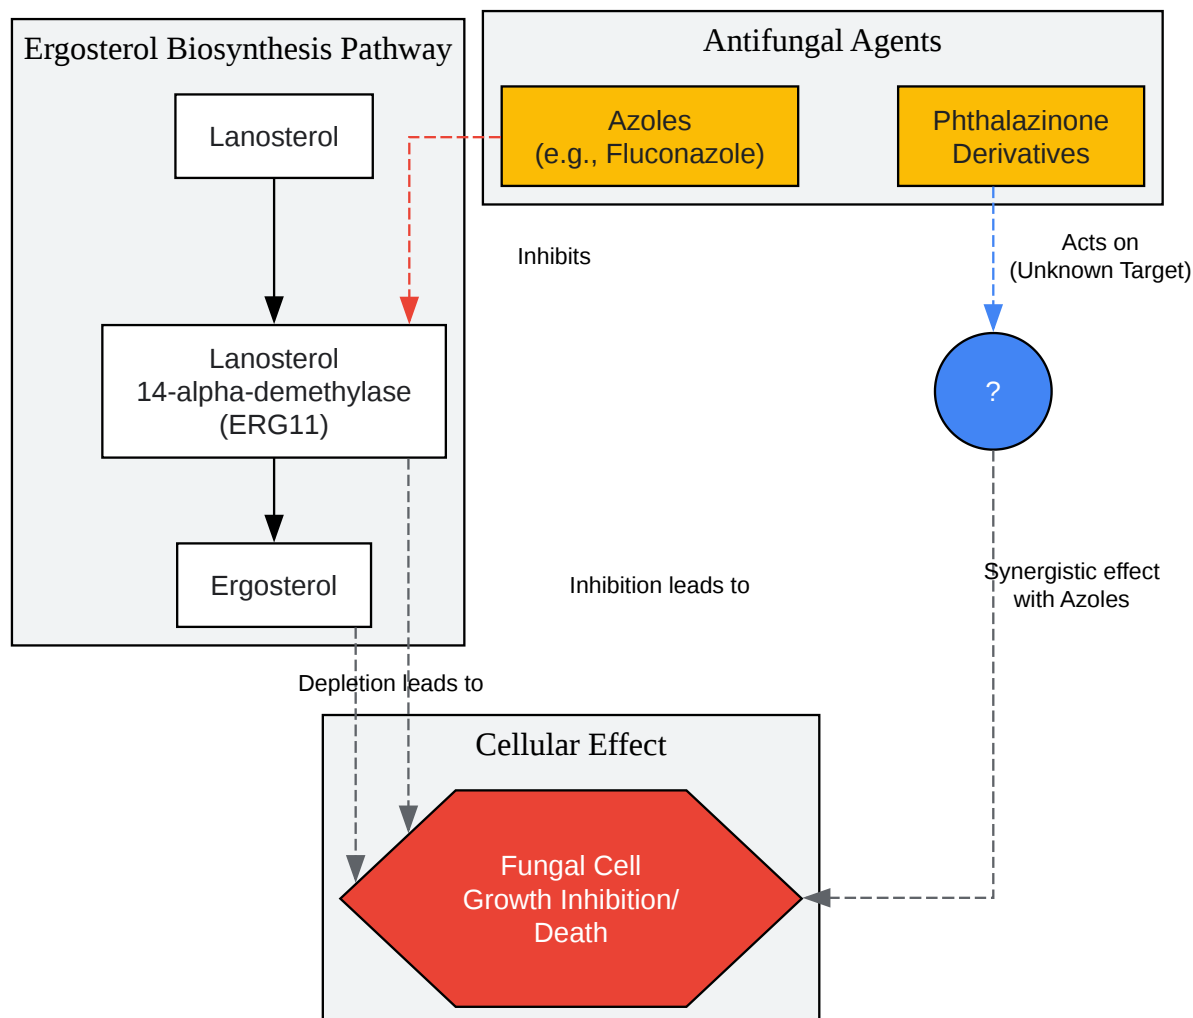 Ergosterol Biosynthesis Pathway
Lanosterol
Lanosterol
14-alpha-demethylase
(ERG11)
Ergosterol
Antifungal Agents
Azoles
(e.g., Fluconazole)
Phthalazinone
Derivatives
Inhibits
Acts on
(Unknown Target)
?
Inhibition leads to
Synergistic effect
with Azoles
Depletion leads to
Cellular Effect
Fungal Cell
Growth Inhibition/
Death